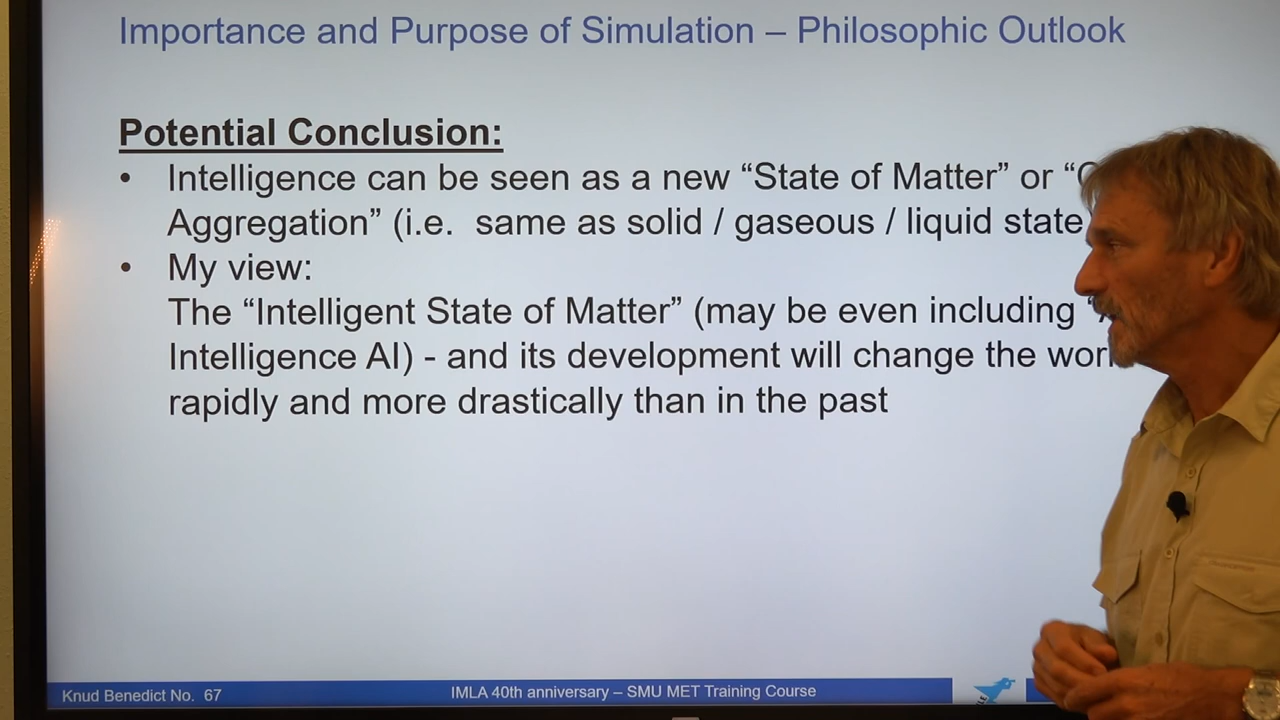 Importance and Purpose of Simulation – Philosophic Outlook
Potential Conclusion:
• Intelligence can be seen as a new “State of Matter” or “
Aggregation” (i.e. same as solid / gaseous / liquid state
• My view:
The “Intelligent State of Matter” (may be even including
Intelligence AI) - and its development will change the
rapidly and more drastically than in the past
Knud Benedict No. 67
IMLA 40th anniversary – SMU MET Training Course